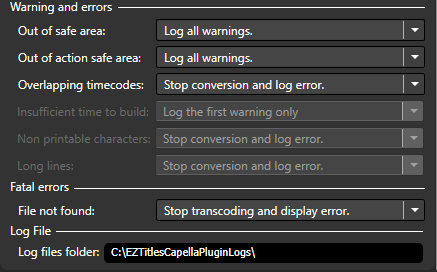 Warning and errors
Out of safe area: Log all warnings.
Out of action safe area: Log all warnings.
Overlapping timecodes: Stop conversion and log error.
Insufficient time to build: Log the first warning only
Non printable characters: Stop conversion and log error.
Long lines: Stop conversion and log error.
Fatal errors
File not found: Stop transcoding and display error.
Log File
Log files folder: C:\EZTitlesCapellaPluginLogs\